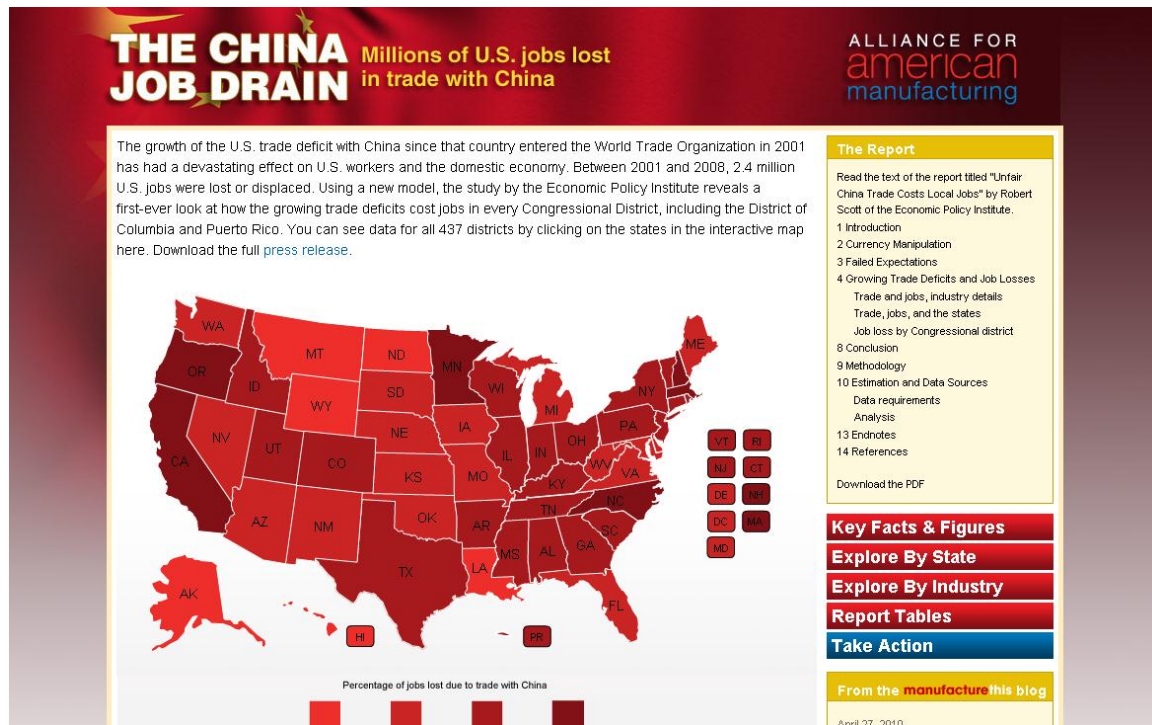 THE CHINA
JOB DRAIN
Millions of U.S. jobs lost
in trade with China
ALLIANCE FOR
american
manufacturing
The growth of the U.S. trade deficit with China since that country entered the World Trade Organization in 2001
has had a devastating effect on U.S. workers and the domestic economy. Between 2001 and 2008, 2.4 million
U.S. jobs were lost or displaced. Using a new model, the study by the Economic Policy Institute reveals a
first-ever look at how the growing trade deficits cost jobs in every Congressional District, including the District of
Columbia and Puerto Rico. You can see data for all 437 districts by clicking on the states in the interactive map
here. Download the full press release.
WA
MT
ND
MN
ME
OR
ID
SD
WI
NY
WY
MI
NV
NE
IA
PA
UT
CO
IL
IN
OH
CA
KS
MO
WV
VA
KY
NC
AZ
NM
OK
AR
TN
SC
MS
AL
GA
TX
LA
FL
AK
HI
PR
VT
RI
NJ
CT
DE
NH
DC
MA
MD
Percentage of jobs lost due to trade with China
The Report
Read the text of the report titled "Unfair
China Trade Costs Local Jobs" by Robert
Scott of the Economic Policy Institute.
1 Introduction
2 Currency Manipulation
3 Failed Expectations
4 Growing Trade Deficits and Job Losses
Trade and jobs, industry details
Trade, jobs, and the states
Job loss by Congressional district
8 Conclusion
9 Methodology
10 Estimation and Data Sources
Data requirements
Analysis
13 Endnotes
14 References
Download the PDF
Key Facts & Figures
Explore By State
Explore By Industry
Report Tables
Take Action
From the manufacturethis blog
April 27, 2010